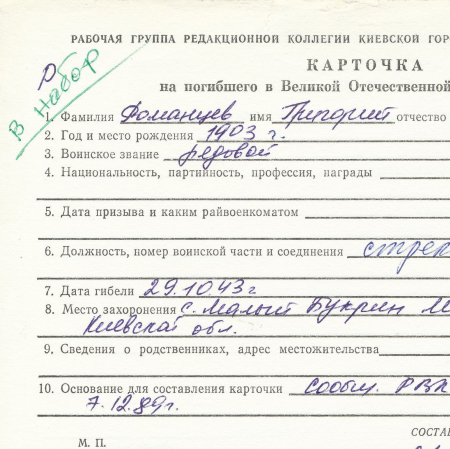 РАБОЧАЯ ГРУППА РЕДАКЦИОННОЙ КОЛЛЕГИИ КИЕВСКОЙ ГОР
КАРТОЧКА
на погибшего в Великой Отечественной
В Набор
1. Фамилия Фоманцев имя Григорий отчество
2. Год и место рождения 1903 г.
3. Воинское звание рядовой
4. Национальность, партийность, профессия, награды
5. Дата призыва и каким райвоенкоматом
6. Должность, номер воинской части и соединения стрел
7. Дата гибели 29.10.43 г
8. Место захоронения с. Малый Букрин М
Киевской обл.
9. Сведения о родственниках, адрес местожительства
10. Основание для составления карточки сообщ. РВК
7.12.89г.
СОСТА
М. П.